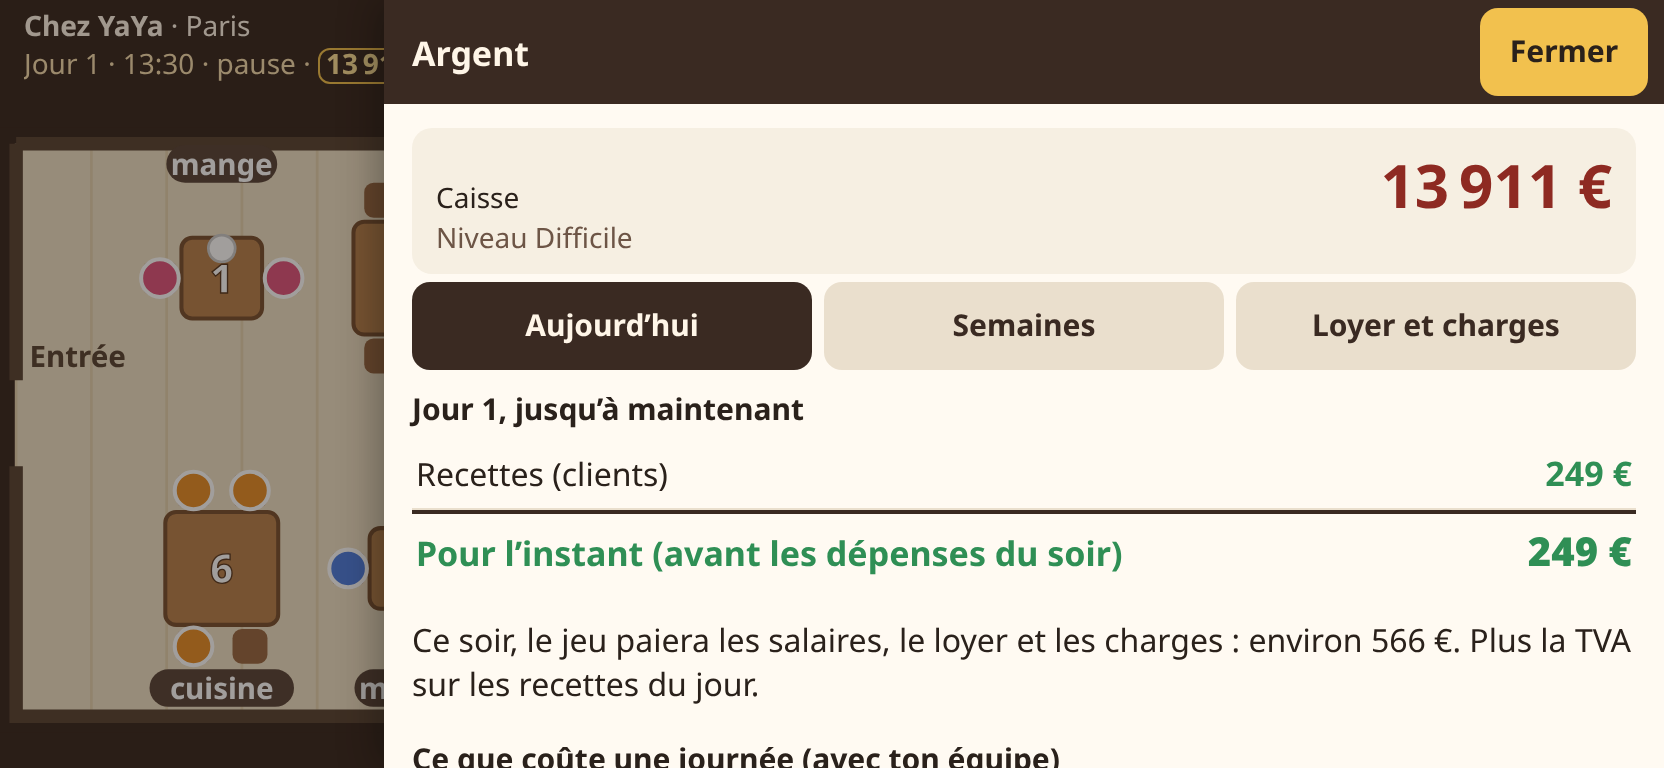 Chez YaYa · Paris
Jour 1 · 13:30 · pause ·
Argent
Fermer
mange
1
Entrée
6
cuisine
Caisse
13 911 €
Niveau Difficile
Aujourd’hui
Semaines
Loyer et charges
Jour 1, jusqu’à maintenant
Recettes (clients)
249 €
Pour l’instant (avant les dépenses du soir)
249 €
Ce soir, le jeu paiera les salaires, le loyer et les charges : environ 566 €. Plus la TVA
sur les recettes du jour.
Ce que coûte une journée (avec ton équipe)